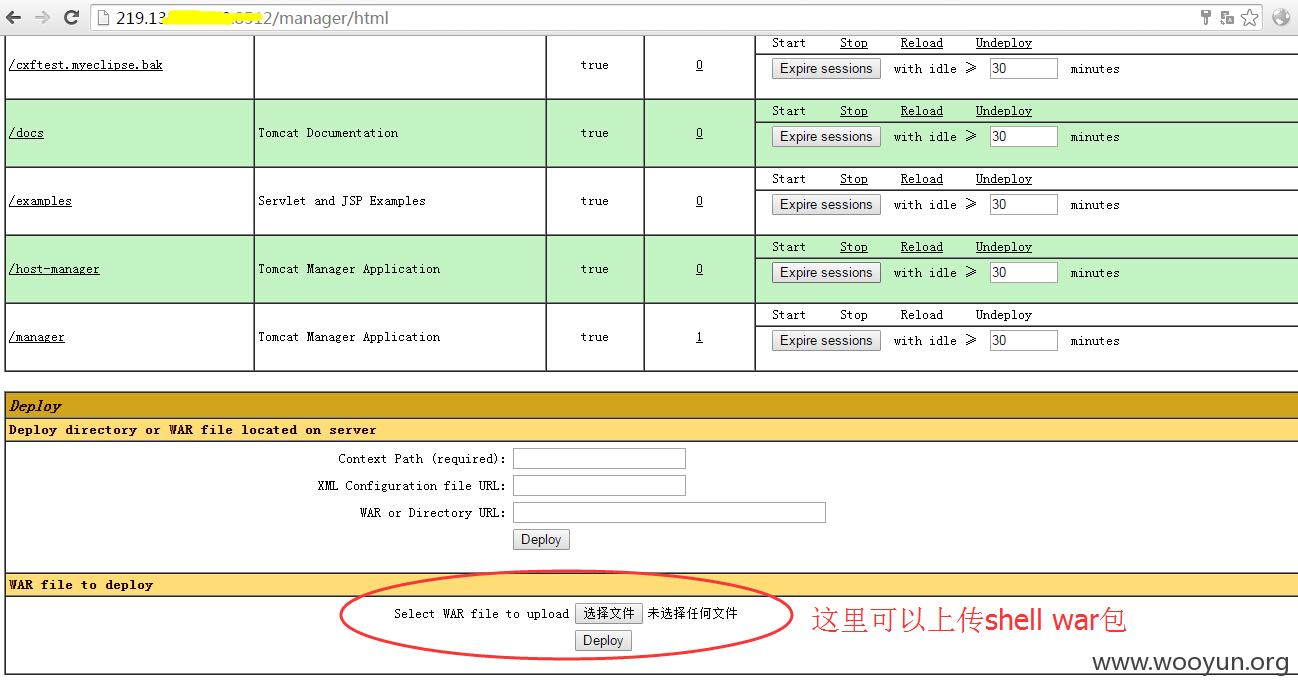 219.13 2/manager/html
Start Stop Reload Undeploy
/cxftest.myeclipse.bak true 0 Expire sessions with idle ≥ 30 minutes
Start Stop Reload Undeploy
/docs Tomcat Documentation true 0 Expire sessions with idle ≥ 30 minutes
Start Stop Reload Undeploy
/examples Servlet and JSP Examples true 0 Expire sessions with idle ≥ 30 minutes
Start Stop Reload Undeploy
/host-manager Tomcat Manager Application true 0 Expire sessions with idle ≥ 30 minutes
Start Stop Reload Undeploy
/manager Tomcat Manager Application true 1 Expire sessions with idle ≥ 30 minutes
Deploy
Deploy directory or WAR file located on server
Context Path (required):
XML Configuration file URL:
WAR or Directory URL:
Deploy
WAR file to deploy
Select WAR file to upload 选择文件 未选择任何文件 这里可以上传shell war包
Deploy
www.wooyun.org